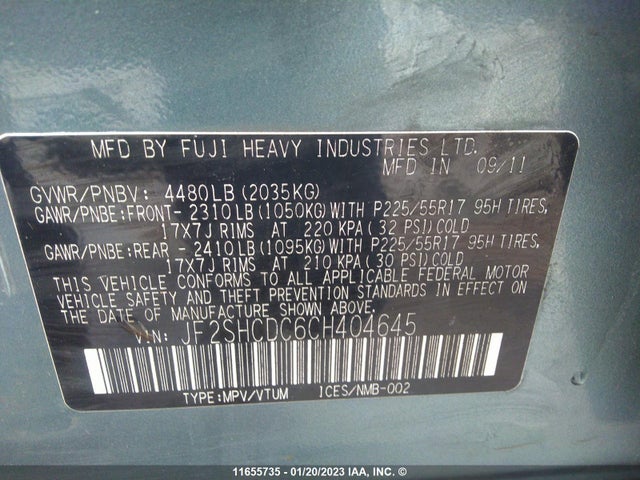 MFD BY FUJI HEAVY INDUSTRIES LTD.
MFD IN 09/11
GVWR/PNBV: 4480LB (2035KG)
GAWR/PNBE:FRONT- 2310LB(1050KG)WITH P225/55R17 95H TIRES,
17X7J RIMS AT 220 KPA (32 PSI)COLD
GAWR/PNBE:REAR - 2410LB(1095KG)WITH P225/55R17 95H TIRES,
17X7J RIMS AT 210 KPA (30 PSI)COLD
THIS VEHICLE CONFORMS TO ALL APPLICABLE FEDERAL MOTOR
VEHICLE SAFETY AND THEFT PREVENTION STANDARDS IN EFFECT ON
THE DATE OF MANUFACTURE SHOWN ABOVE.
VIN: JF2SHCDC6CH404645
TYPE:MPV/VTUM ICES/NMB-002
11655735 - 01/20/2023 IAA, INC. ©